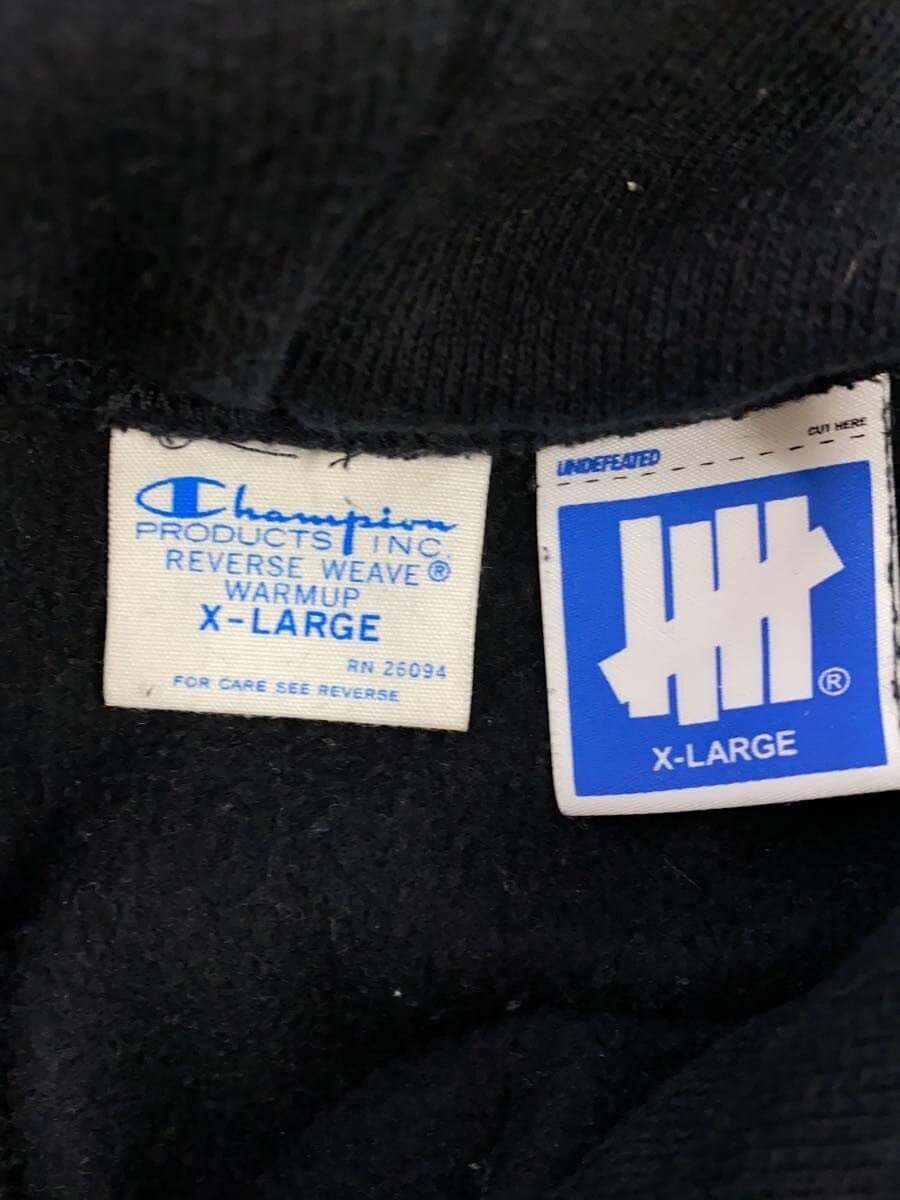 Champion
PRODUCTS INC.
REVERSE WEAVE®
WARMUP
X-LARGE
RN 26094
FOR CARE SEE REVERSE
CUT HERE
UNDEFEATED
®
X-LARGE